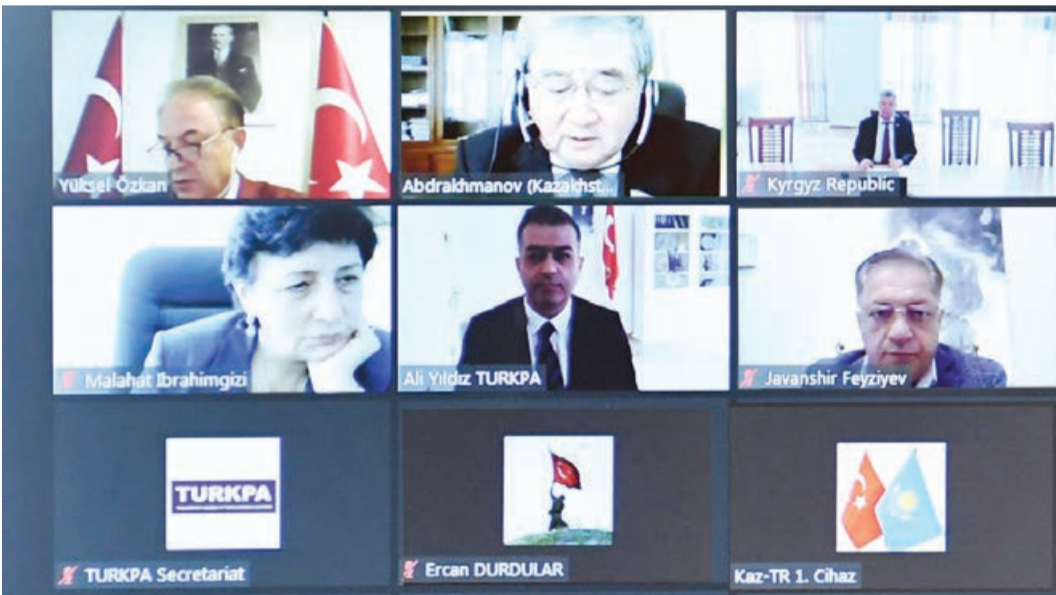 Yüksel Özkan
Abdrakhmanov (Kazakhst...
Kyrgyz Republic
Malahat Ibrahimgizi
Ali Yıldız TURKPA
Javanshir Feyziyev
TURKPA
TURKPA Secretariat
Ercan DURDULAR
Kaz-TR 1. Cihaz